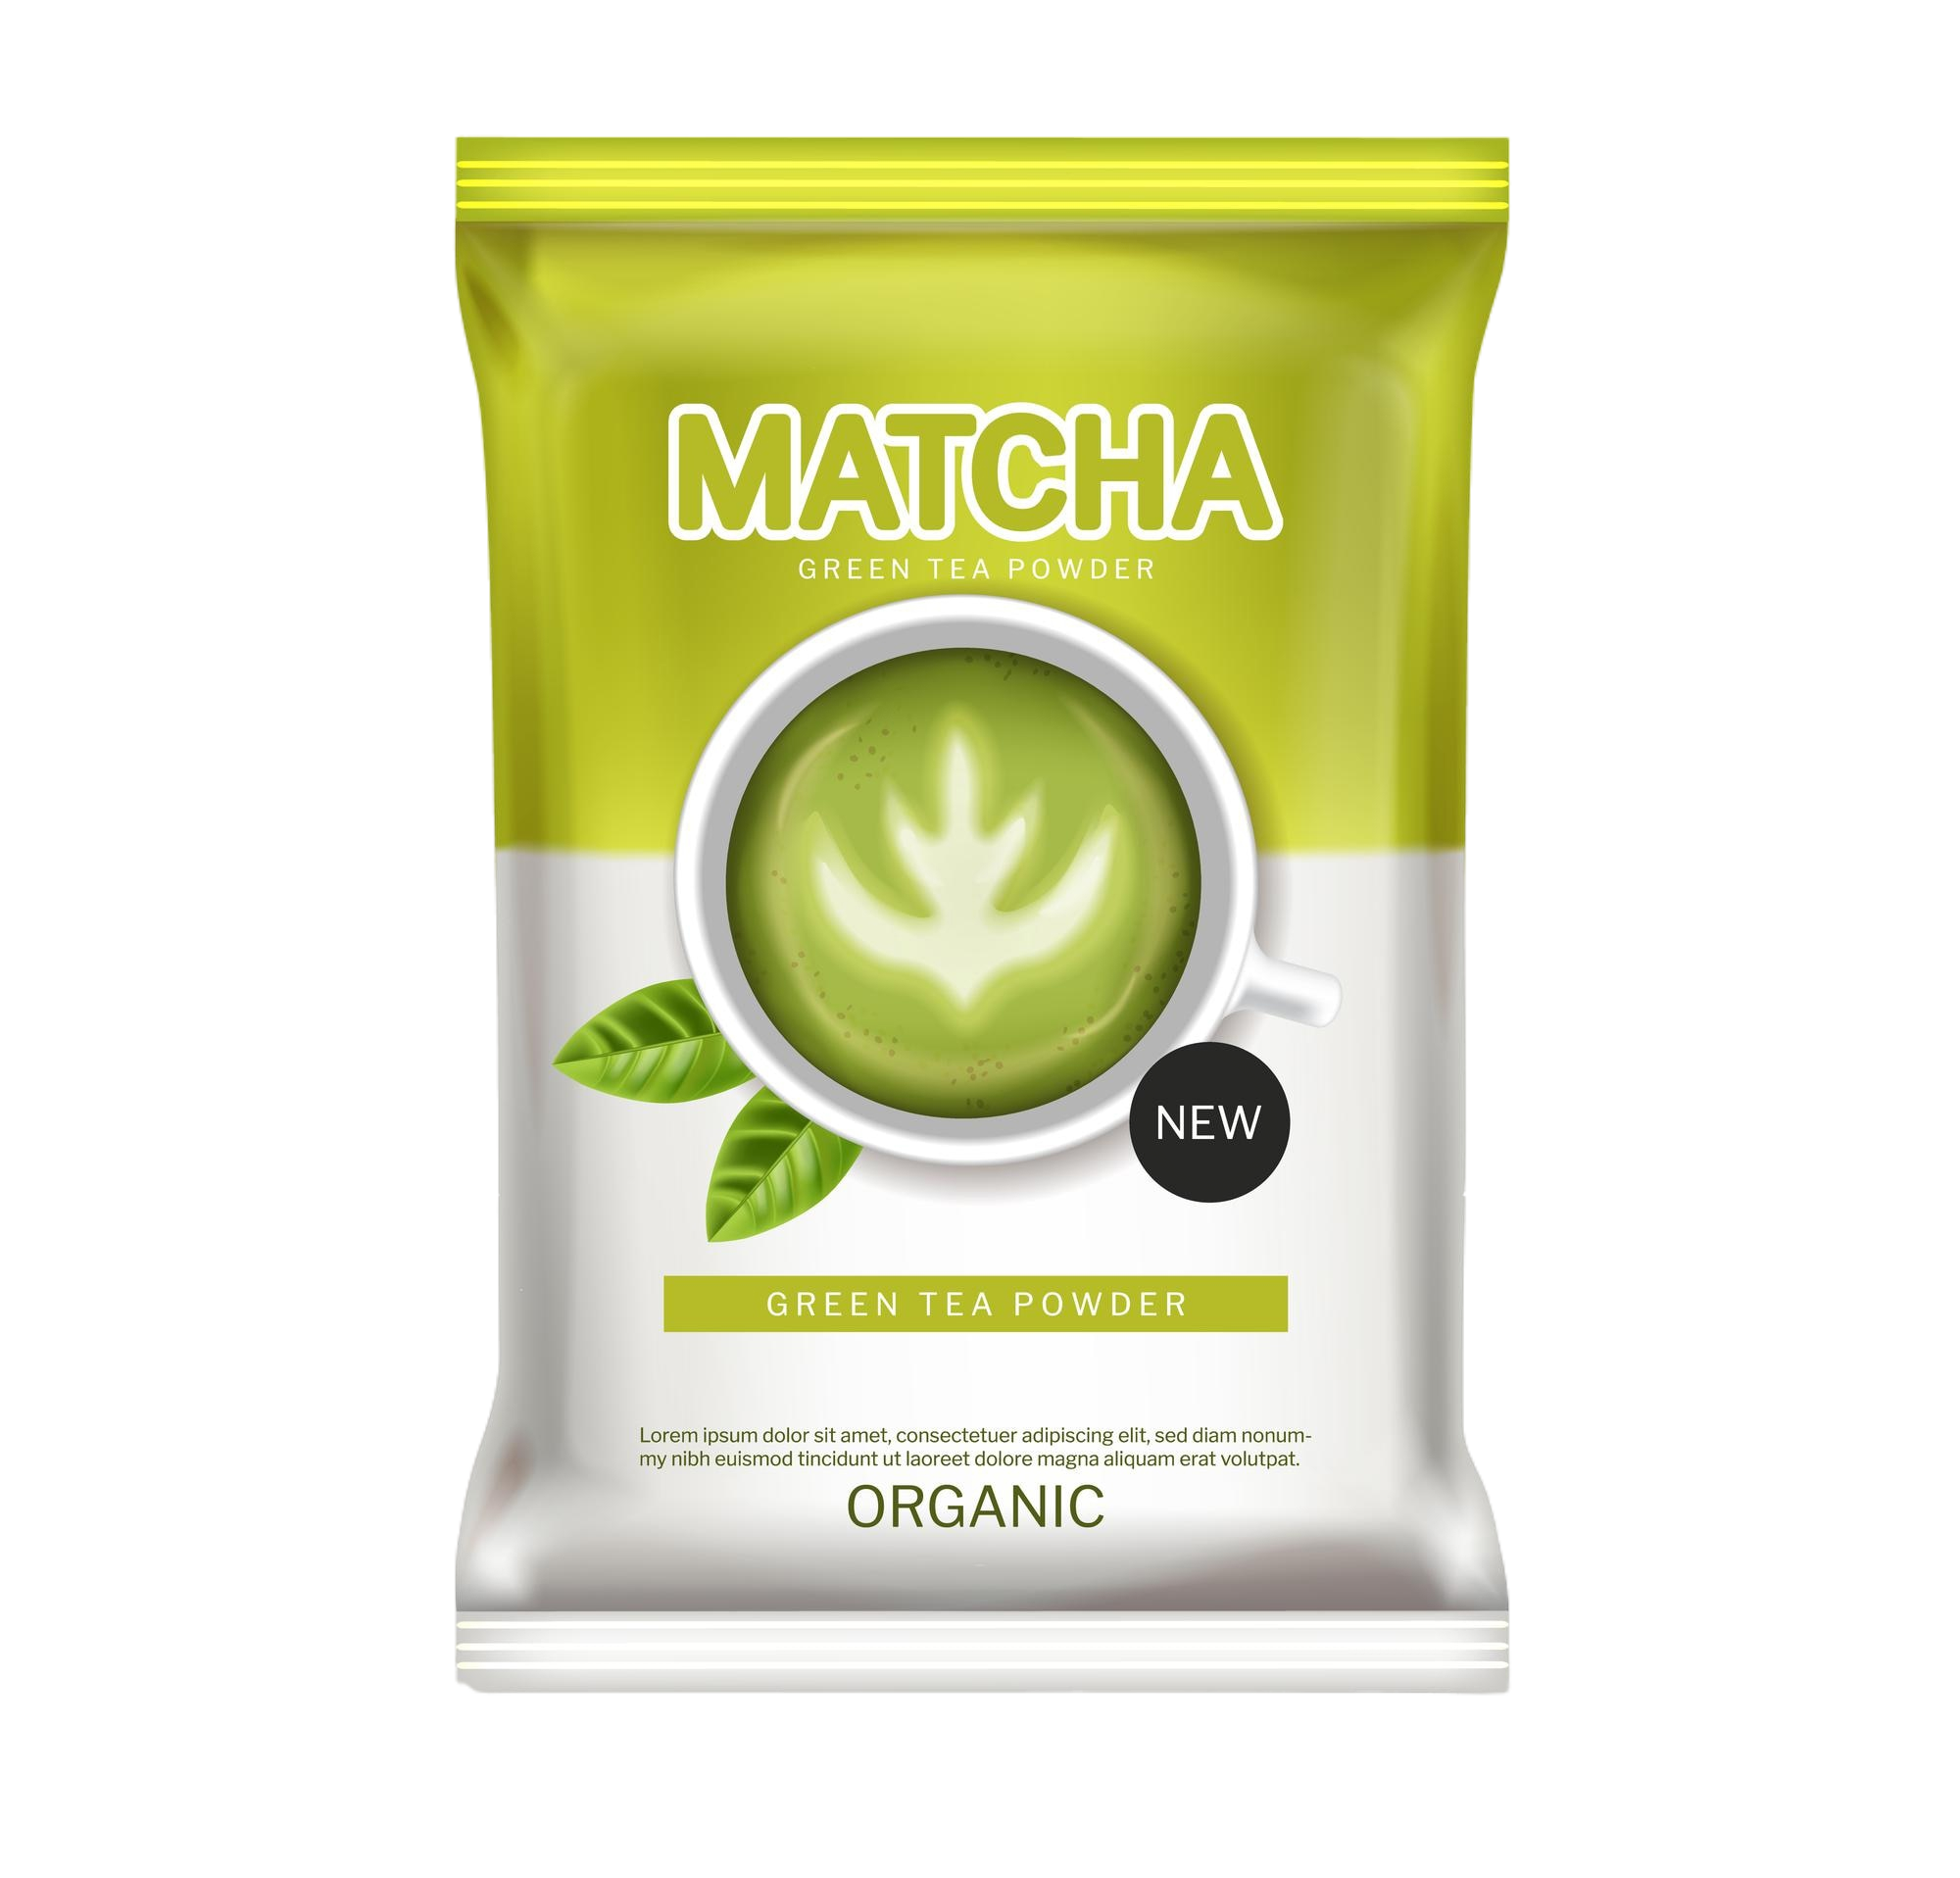 MATCHA
GREEN TEA POWDER
NEW
GREEN TEA POWDER
Lorem ipsum dolor sit amet, consectetuer adipiscing elit, sed diam nonum-
my nibh euismod tincidunt ut laoreet dolore magna aliquam erat volutpat.
ORGANIC